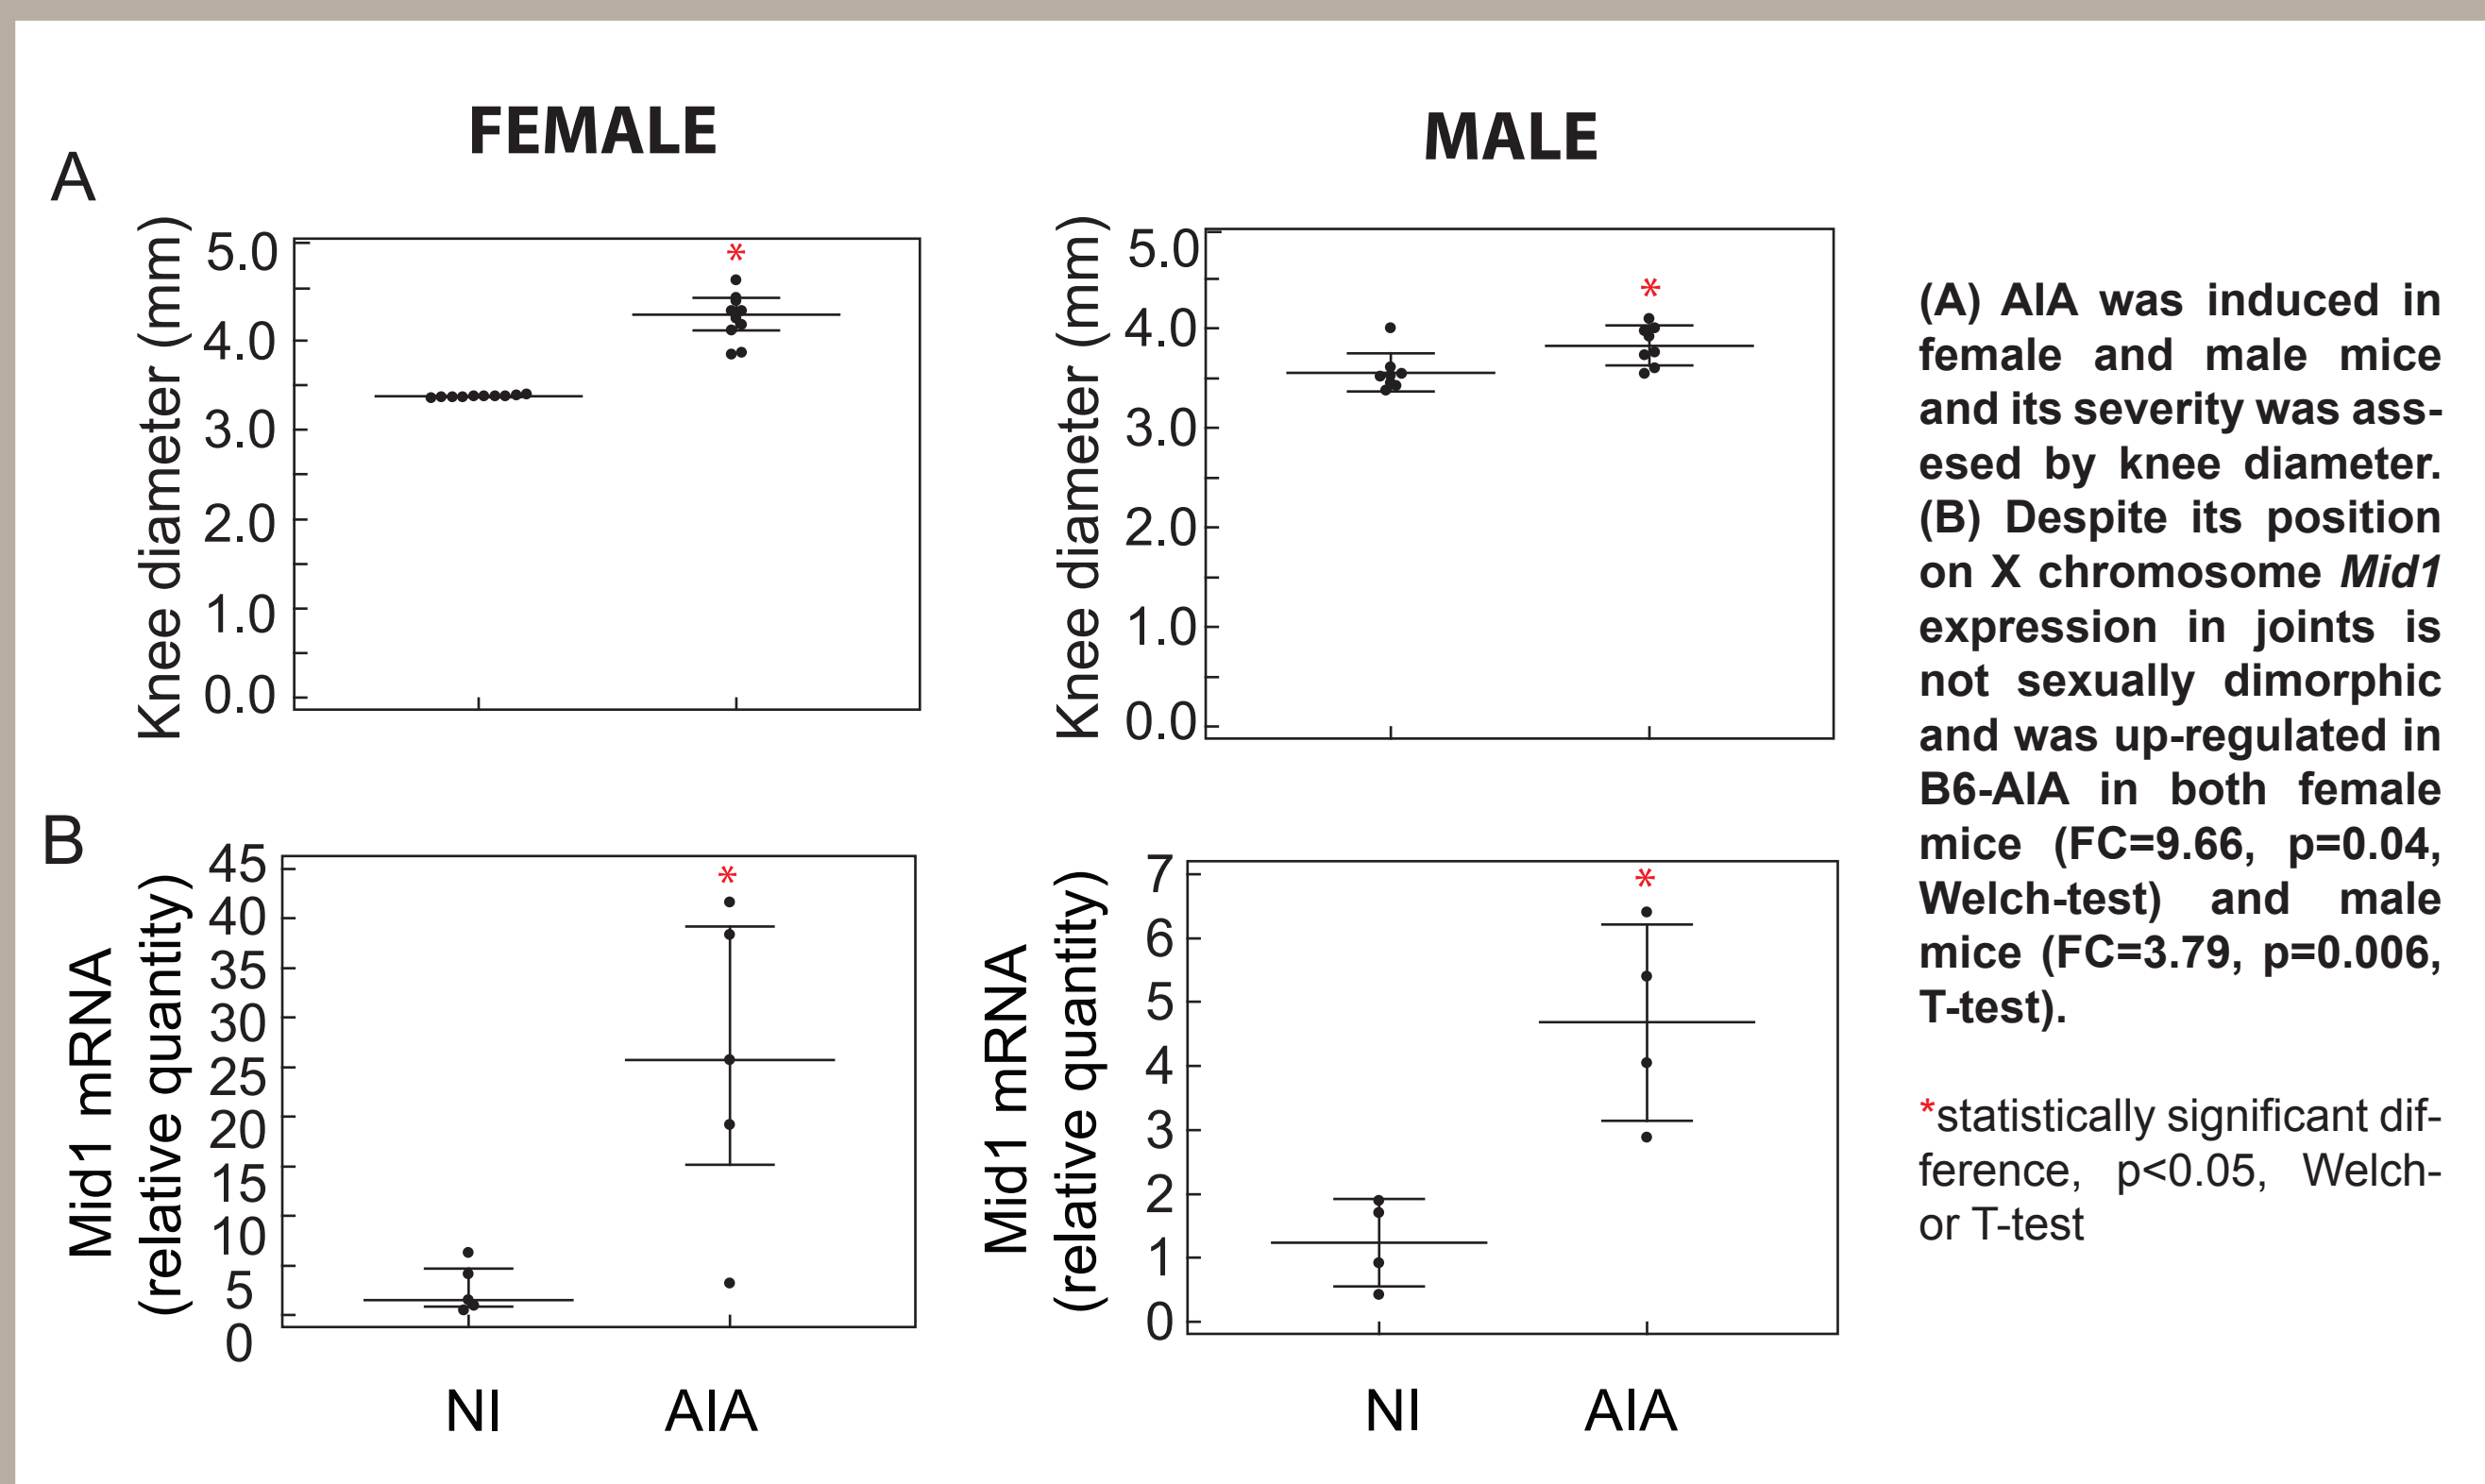 FEMALE
MALE
A
Knee diameter (mm)
5.0
4.0
3.0
2.0
1.0
0.0
*
Knee diameter (mm)
5.0
4.0
3.0
2.0
1.0
0.0
*
B
Mid1 mRNA
(relative quantity)
45
40
35
30
25
20
15
10
5
0
*
NI
AIA
Mid1 mRNA
(relative quantity)
7
6
5
4
3
2
1
0
*
NI
AIA
(A) AIA was induced in
female and male mice
and its severity was ass-
esed by knee diameter.
(B) Despite its position
on X chromosome Mid1
expression in joints is
not sexually dimorphic
and was up-regulated in
B6-AIA in both female
mice (FC=9.66, p=0.04,
Welch-test) and male
mice (FC=3.79, p=0.006,
T-test).
*statistically significant dif-
ference, p<0.05, Welch-
or T-test